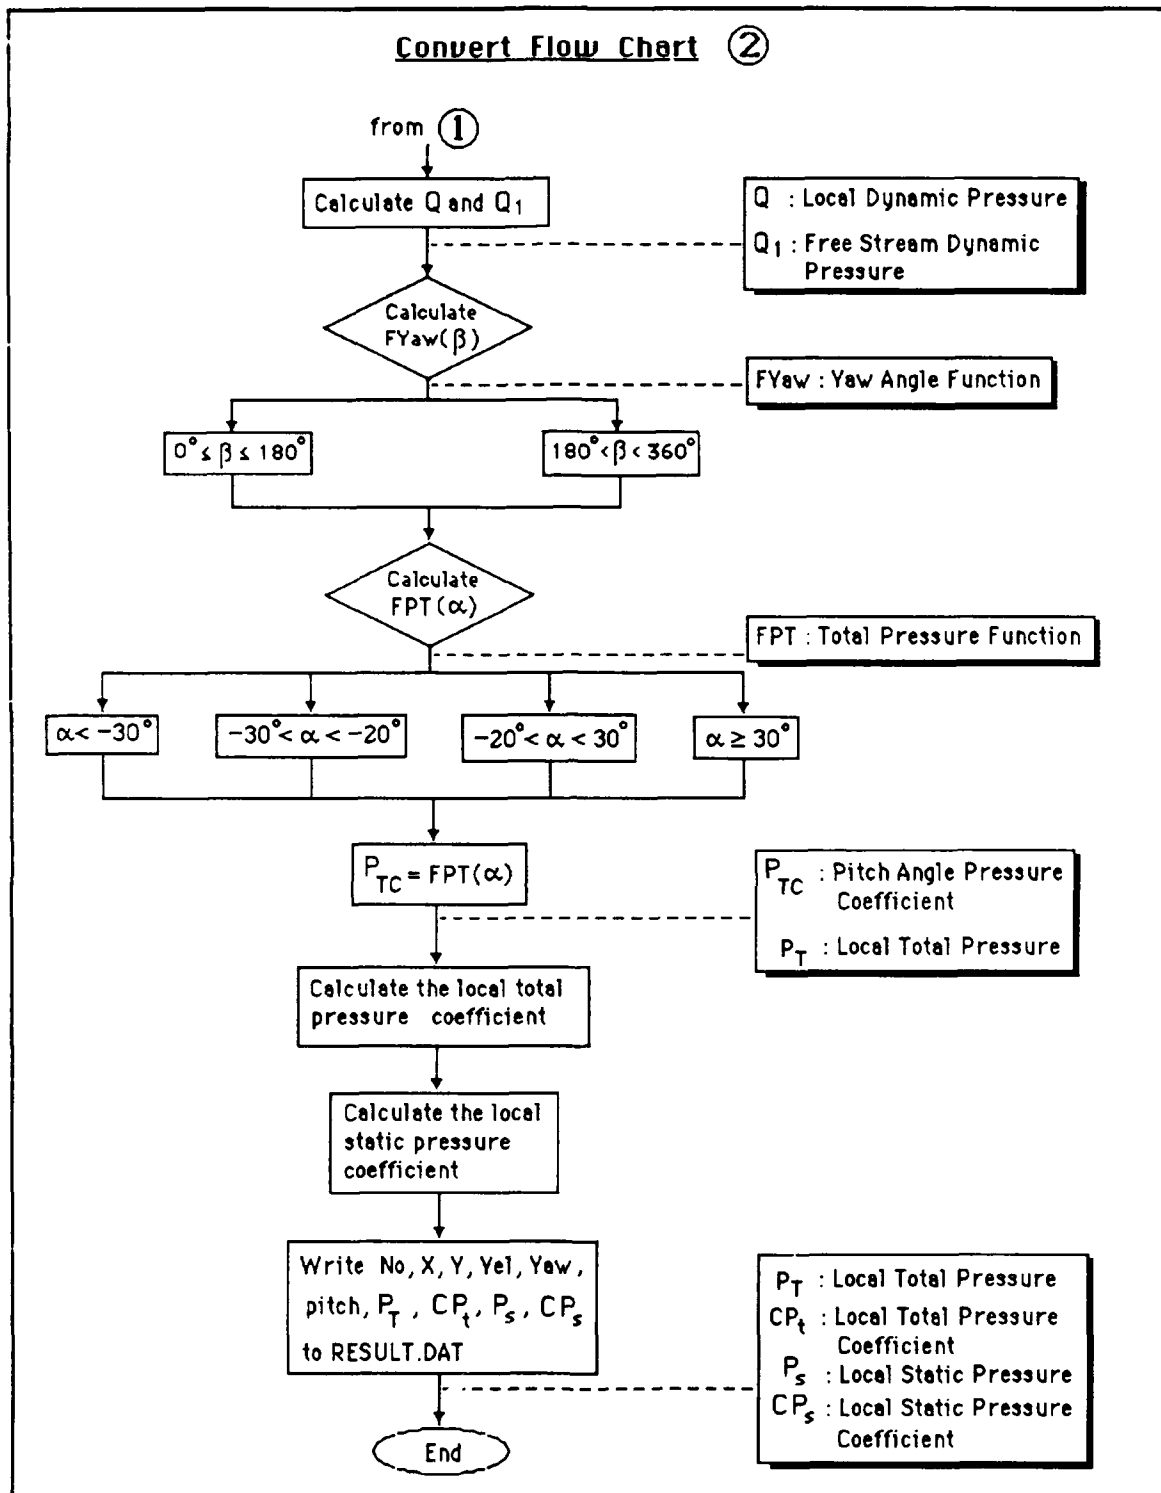 Convert Flow Chart ②
from ①
Calculate Q and Q₁
Q : Local Dynamic Pressure
Q₁ : Free Stream Dynamic
Pressure
Calculate
FYaw(β)
FYaw : Yaw Angle Function
0° ≤ β ≤ 180°
180° < β < 360°
Calculate
FPT(α)
FPT : Total Pressure Function
α < -30°
-30° < α < -20°
-20° < α < 30°
α ≥ 30°
P_TC = FPT(α)
P_TC : Pitch Angle Pressure
Coefficient
P_T : Local Total Pressure
Calculate the local total
pressure coefficient
Calculate the local
static pressure
coefficient
Write No, X, Y, Yel, Yaw,
pitch, P_T, CP_t, P_s, CP_s
to RESULT.DAT
P_T : Local Total Pressure
CP_t : Local Total Pressure
Coefficient
P_s : Local Static Pressure
CP_s : Local Static Pressure
Coefficient
End